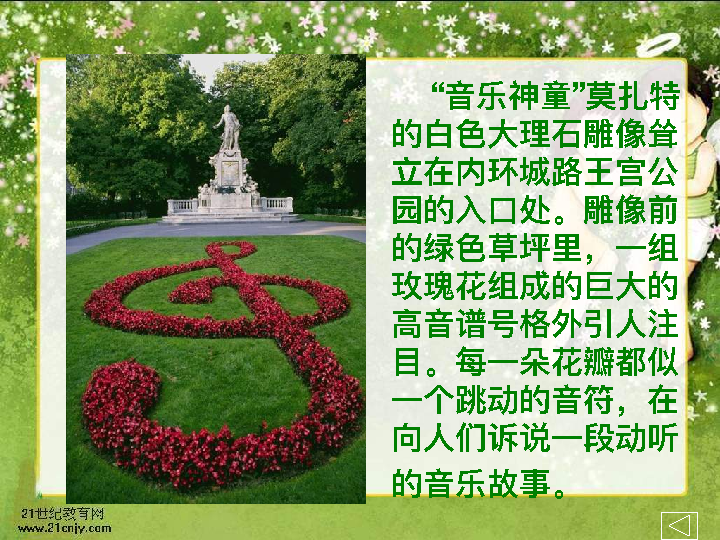 “音乐神童”莫扎特
的白色大理石雕像耸
立在内环城路王宫公
园的入口处。雕像前
的绿色草坪里，一组
玫瑰花组成的巨大的
高音谱号格外引人注
目。每一朵花瓣都似
一个跳动的音符，在
向人们诉说一段动听
的音乐故事。
21世纪教育网
www.21cnjy.com